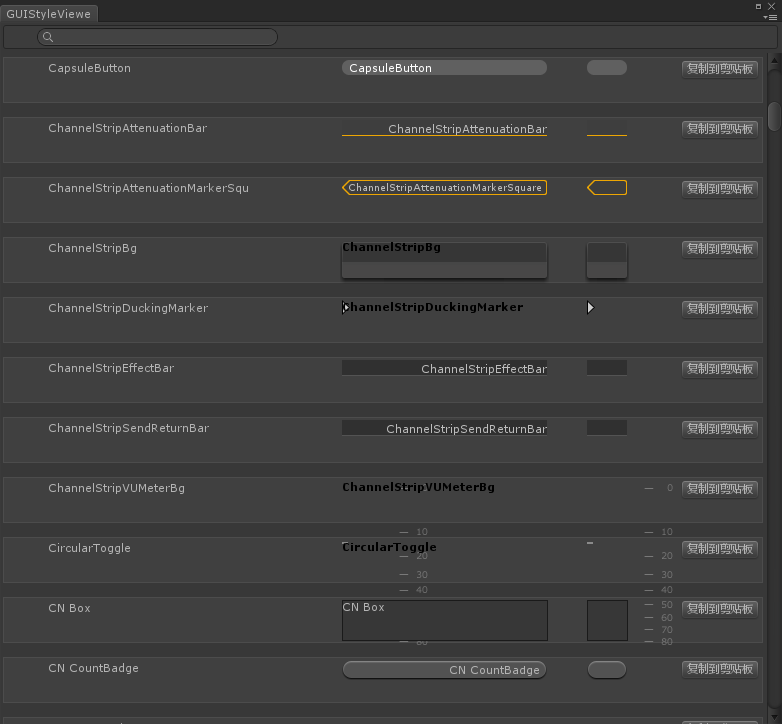 GUIStyleViewe
CapsuleButton CapsuleButton 复制到剪贴板
ChannelStripAttenuationBar ChannelStripAttenuationBar 复制到剪贴板
ChannelStripAttenuationMarkerSqu ChannelStripAttenuationMarkerSquare 复制到剪贴板
ChannelStripBg ChannelStripBg 复制到剪贴板
ChannelStripDuckingMarker ChannelStripDuckingMarker 复制到剪贴板
ChannelStripEffectBar ChannelStripEffectBar 复制到剪贴板
ChannelStripSendReturnBar ChannelStripSendReturnBar 复制到剪贴板
ChannelStripVUMeterBg ChannelStripVUMeterBg 0 复制到剪贴板
10 10
CircularToggle CircularToggle 复制到剪贴板
20 20
30 30
40 40
CN Box CN Box 50 复制到剪贴板
60
70
80 80
CN CountBadge CN CountBadge 复制到剪贴板